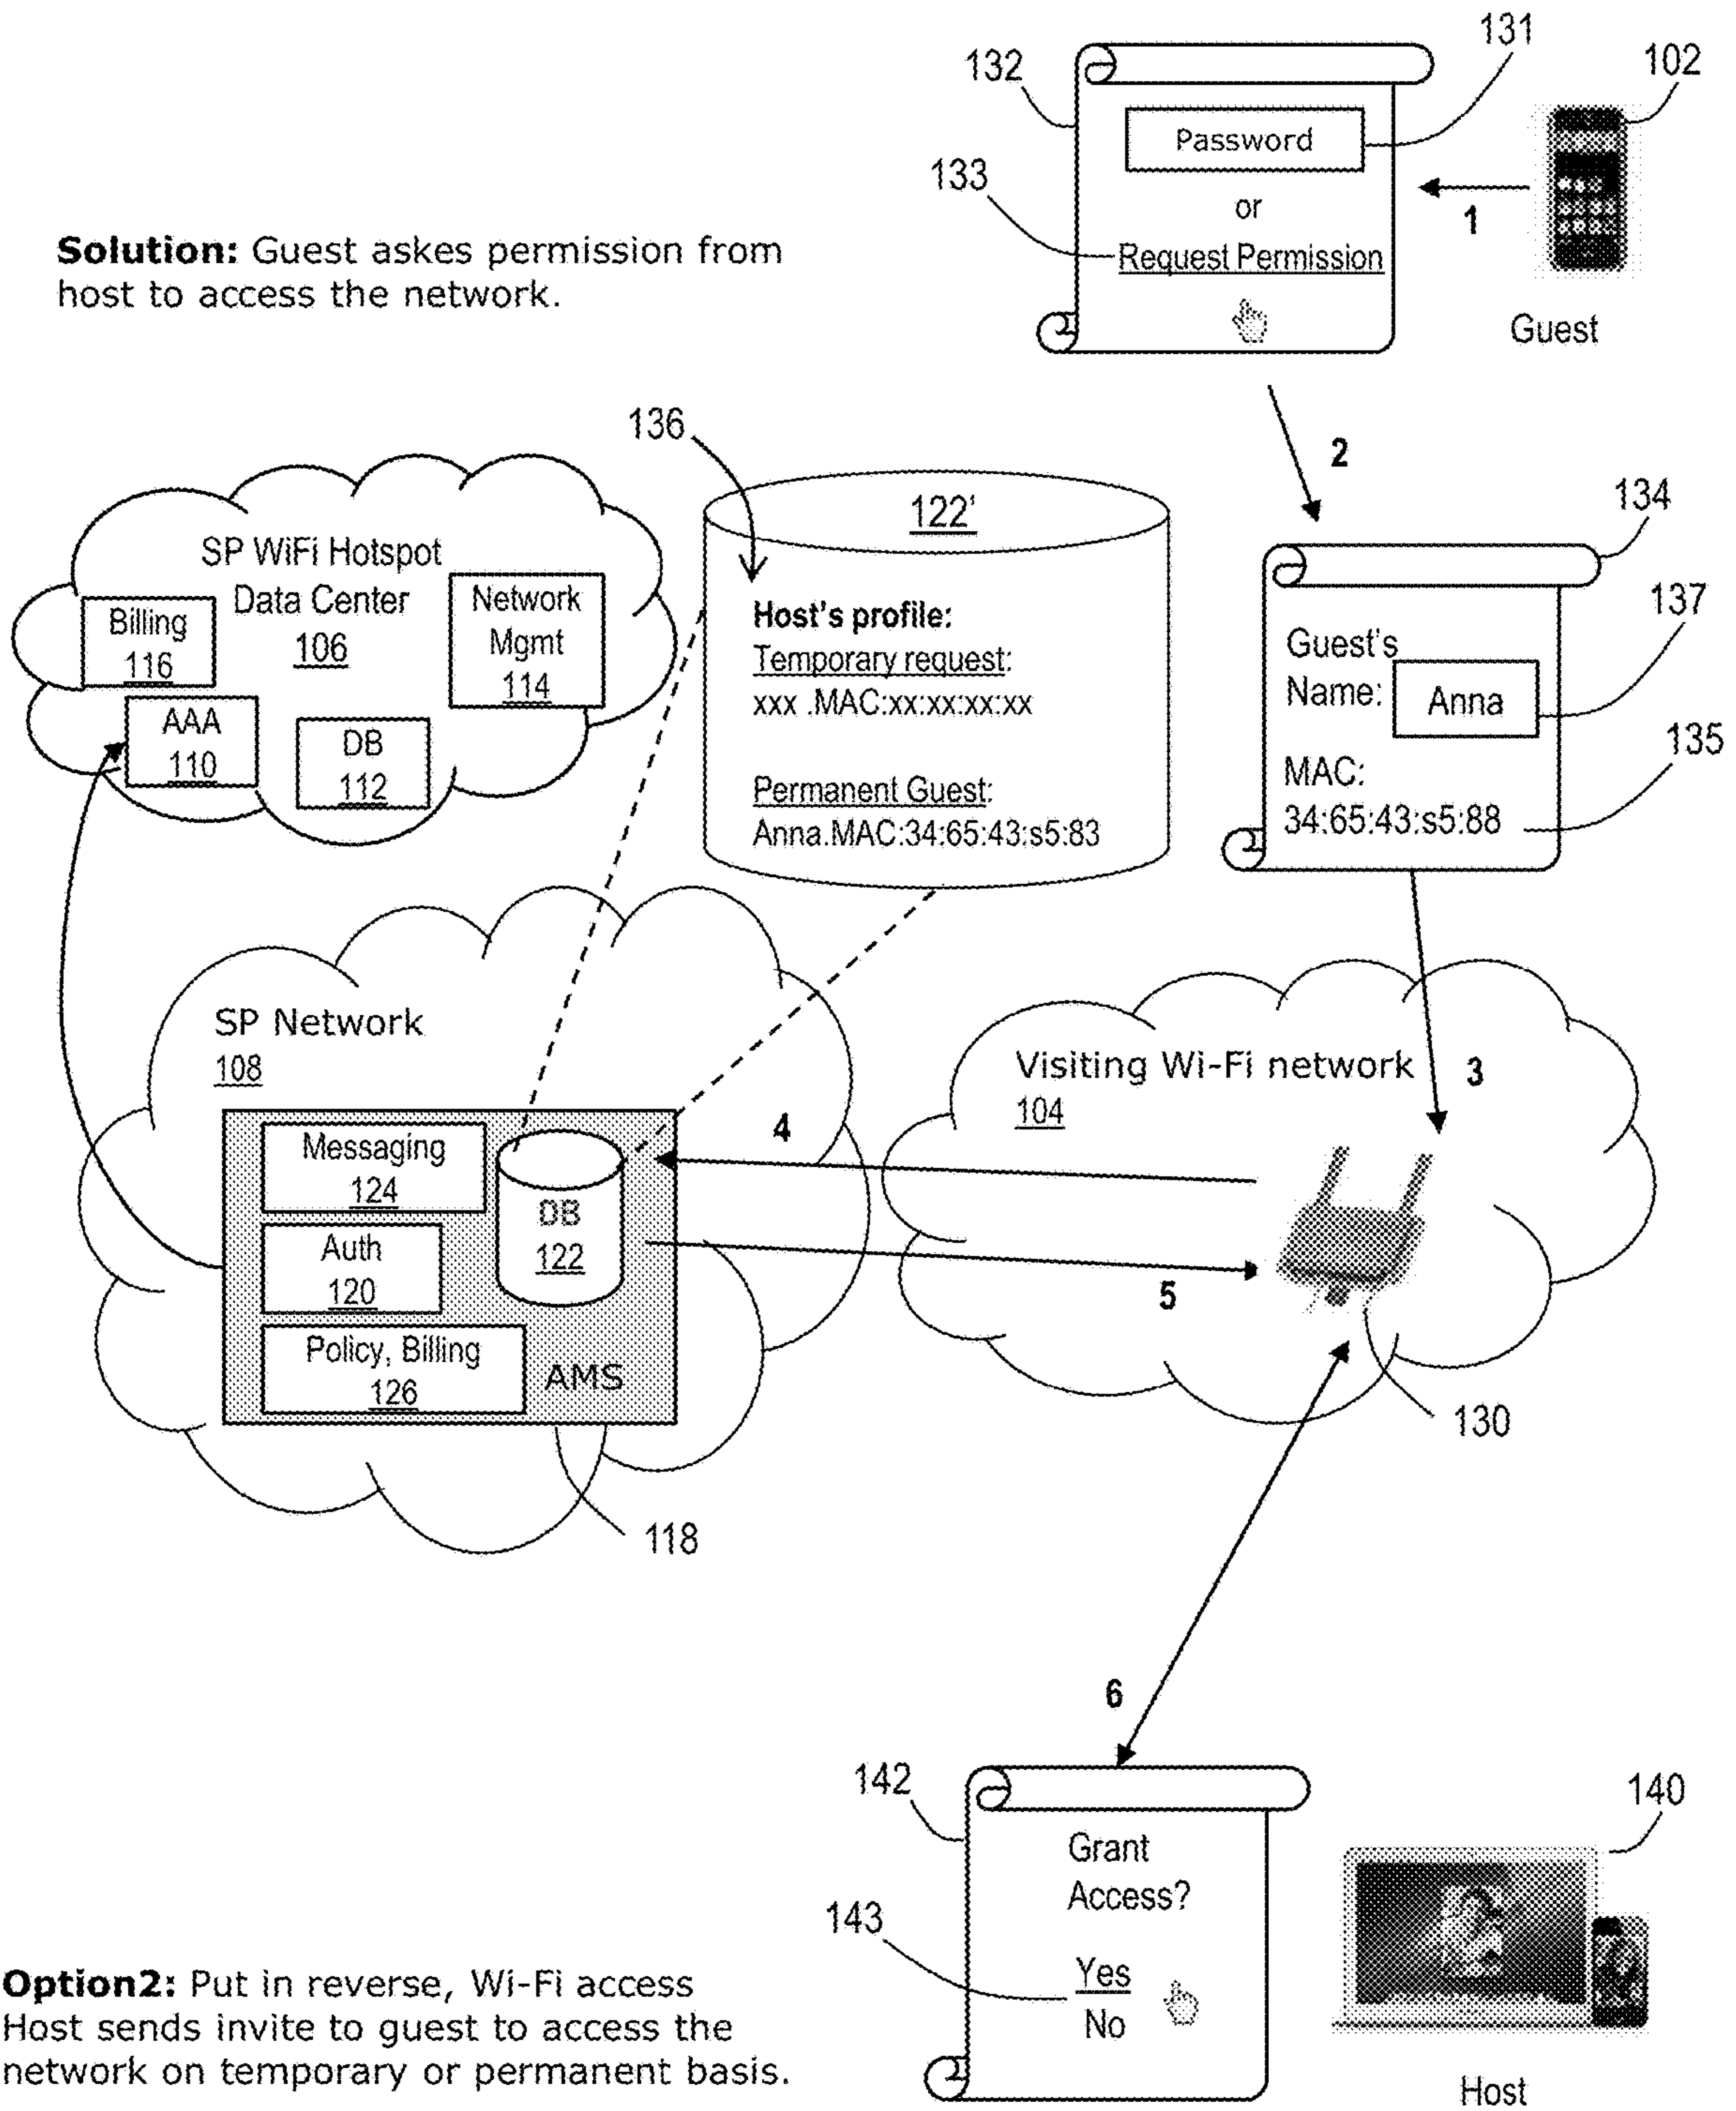 131
132
102
Password
133
or
1
Request Permission
Solution: Guest askes permission from
host to access the network.
Guest
136
2
122'
134
SP WiFi Hotspot
Data Center
106
Network
Mgmt
114
Billing
116
AAA
110
DB
112
Host's profile:
Temporary request:
xxx .MAC:xx:xx:xx:xx
Permanent Guest:
Anna.MAC:34:65:43:s5:83
137
Guest's
Name:
Anna
135
MAC:
34:65:43:s5:88
SP Network
108
Visiting Wi-Fi network
104
3
4
Messaging
124
DB
122
Auth
120
5
Policy, Billing
126
AMS
130
118
6
142
140
Grant
Access?
143
Yes
No
Option2: Put in reverse, Wi-Fi access
Host sends invite to guest to access the
network on temporary or permanent basis.
Host